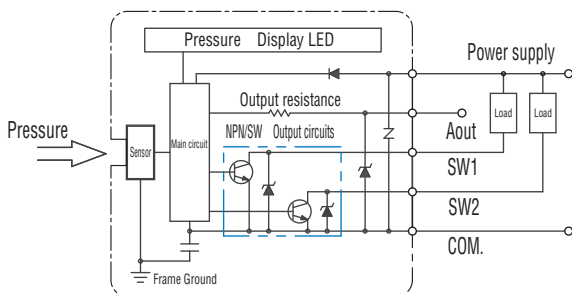 Pressure Display LED
Power supply
Output resistance
Load
Load
Pressure
Sensor
Main circuit
NPN/SW Output circuits
Aout
SW1
SW2
COM.
Frame Ground